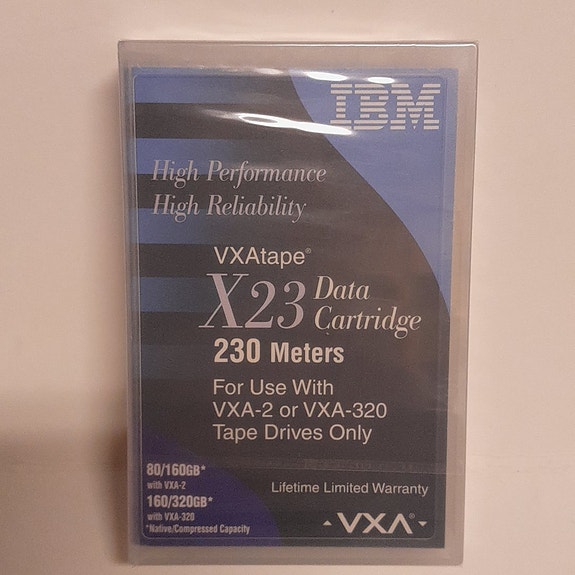 IBM
High Performance
High Reliability
VXAtape®
X23 Data
Cartridge
230 Meters
For Use With
VXA-2 or VXA-320
Tape Drives Only
80/160GB*
with VXA-2
160/320GB*
with VXA-320
*Native/Compressed Capacity
Lifetime Limited Warranty
VXA®